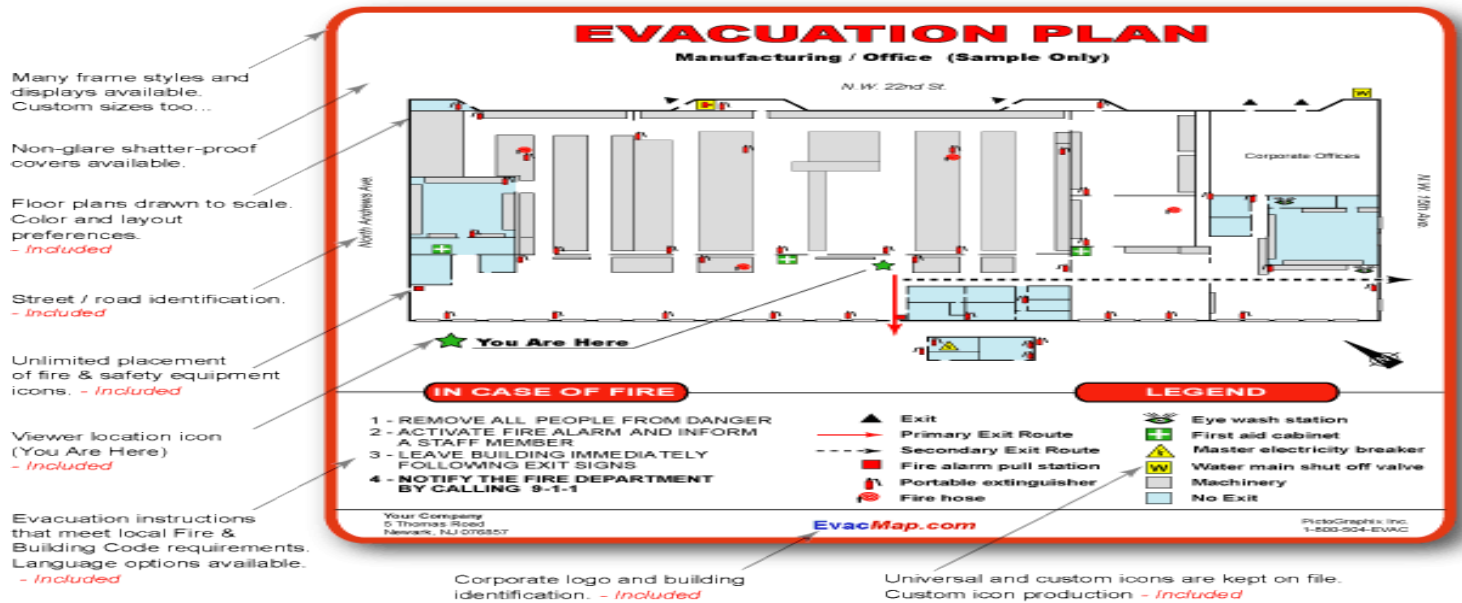 EVACUATION PLAN
Manufacturing / Office (Sample Only)
N.W. 22nd St.
W
Corporate Offices
North Andrews Ave.
N.W. 15th Ave.
You Are Here
Many frame styles and
displays available.
Custom sizes too...
Non-glare shatter-proof
covers available.
Floor plans drawn to scale.
Color and layout
preferences.
- Included
Street / road identification.
- Included
Unlimited placement
of fire & safety equipment
icons. - Included
Viewer location icon
(You Are Here)
- Included
Evacuation instructions
that meet local Fire &
Building Code requirements.
Language options available.
- Included
IN CASE OF FIRE
1 - REMOVE ALL PEOPLE FROM DANGER
2 - ACTIVATE FIRE ALARM AND INFORM
A STAFF MEMBER
3 - LEAVE BUILDING IMMEDIATELY
FOLLOWING EXIT SIGNS
4 - NOTIFY THE FIRE DEPARTMENT
BY CALLING 9-1-1
LEGEND
Exit
Primary Exit Route
Secondary Exit Route
Fire alarm pull station
Portable extinguisher
Fire hose
Eye wash station
First aid cabinet
Master electricity breaker
W Water main shut off valve
Machinery
No Exit
Your Company
5 Thomas Road
Newark, NJ 076857
EvacMap.com
PictoGraphix Inc.
1-800-504-EVAC
Corporate logo and building
identification. - Included
Universal and custom icons are kept on file.
Custom icon production - Included